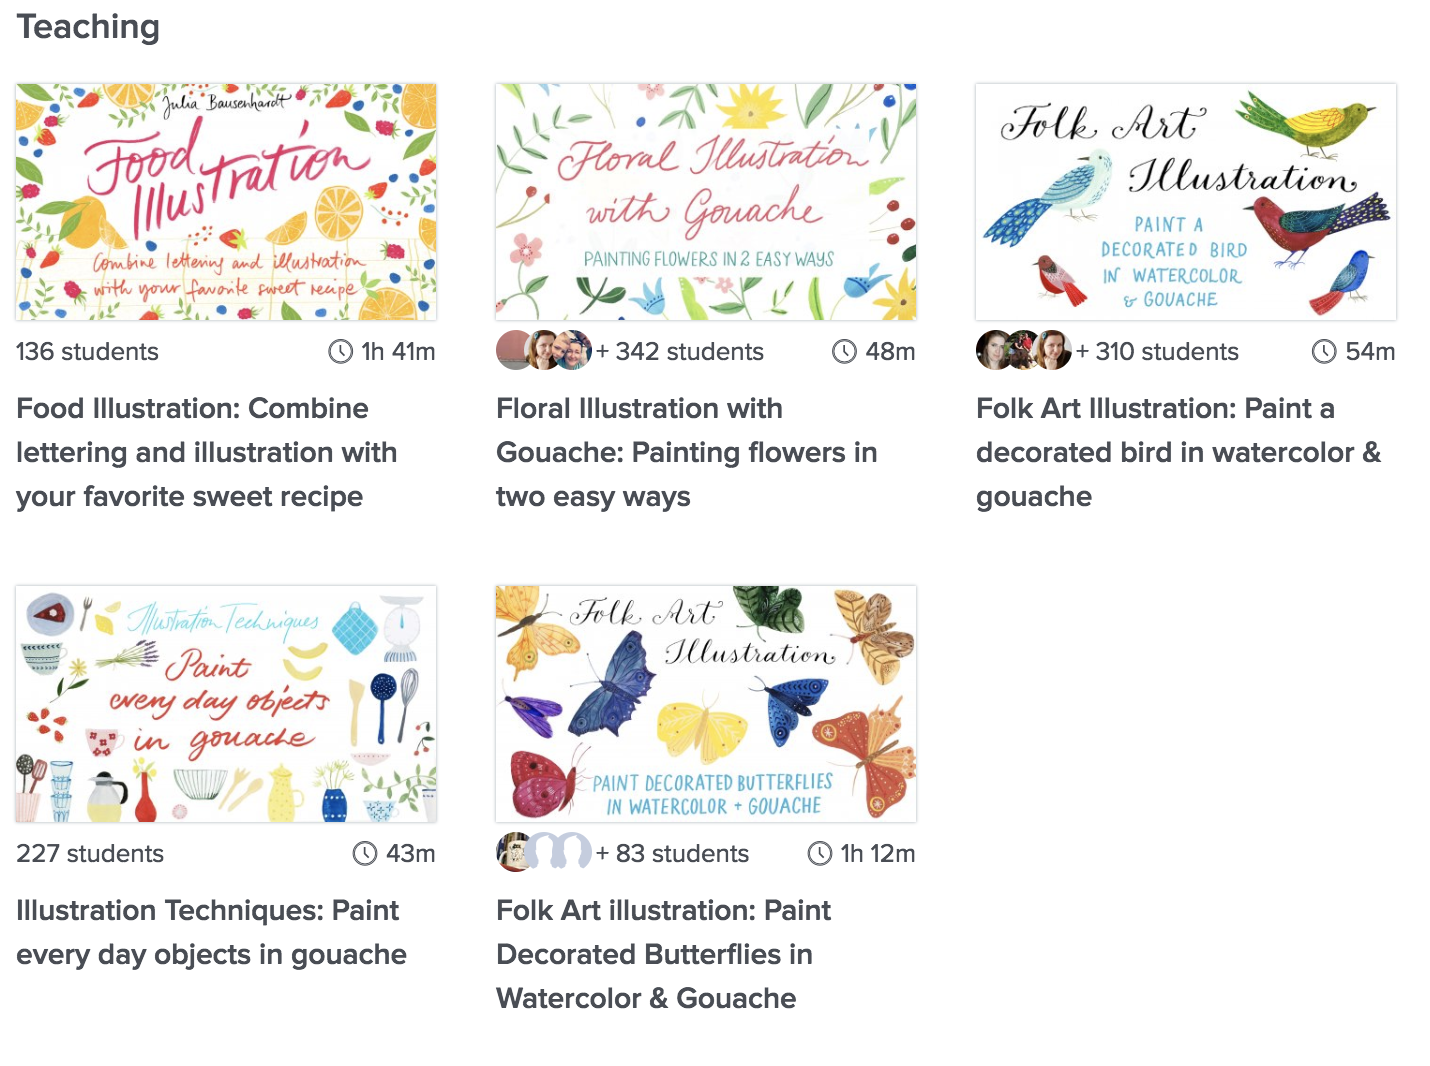 Teaching
Julia Bausenhardt
Food
Illustration
Combine lettering and illustration
with your favorite sweet recipe
136 students
1h 41m
Food Illustration: Combine
lettering and illustration with
your favorite sweet recipe
Floral Illustration
with Gouache
PAINTING FLOWERS IN 2 EASY WAYS
+ 342 students
48m
Floral Illustration with
Gouache: Painting flowers in
two easy ways
Folk Art
Illustration
PAINT A
DECORATED BIRD
IN WATERCOLOR
& GOUACHE
+ 310 students
54m
Folk Art Illustration: Paint a
decorated bird in watercolor &
gouache
Illustration Techniques
Paint
every day objects
in gouache
227 students
43m
Illustration Techniques: Paint
every day objects in gouache
Folk Art
Illustration
PAINT DECORATED BUTTERFLIES
IN WATERCOLOR + GOUACHE
+ 83 students
1h 12m
Folk Art illustration: Paint
Decorated Butterflies in
Watercolor & Gouache